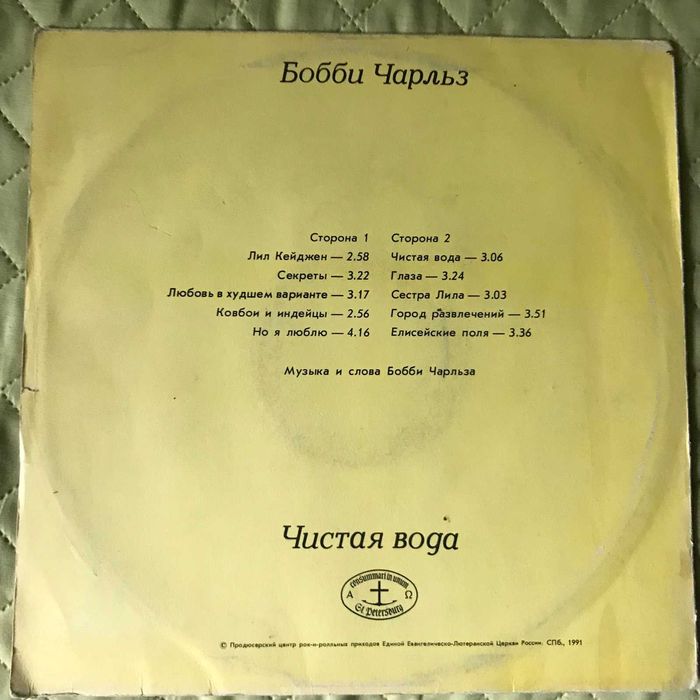 Бобби Чарльз
Сторона 1 Сторона 2
Лил Кейджен — 2.58 Чистая вода — 3.06
Секреты — 3.22 Глаза — 3.24
Любовь в худшем варианте — 3.17 Сестра Лила — 3.03
Ковбои и индейцы — 2.56 Город развлечений — 3.51
Но я люблю — 4.16 Елисейские поля — 3.36
Музыка и слова Бобби Чарльза
Чистая вода
consummari in unum
Α Ω
St Petersburg
© Продюсерский центр рок-н-ролльных приходов Единой Евангелическо-Лютеранской Церкви России. СПб., 1991